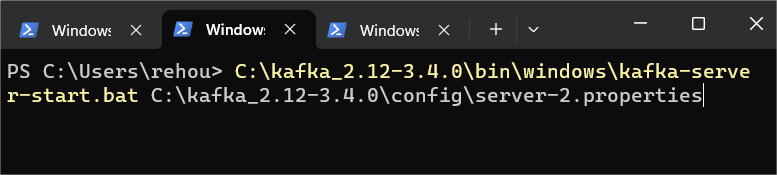 Windows Windows Windows
PS C:\Users\rehou> C:\kafka_2.12-3.4.0\bin\windows\kafka-serve
r-start.bat C:\kafka_2.12-3.4.0\config\server-2.properties